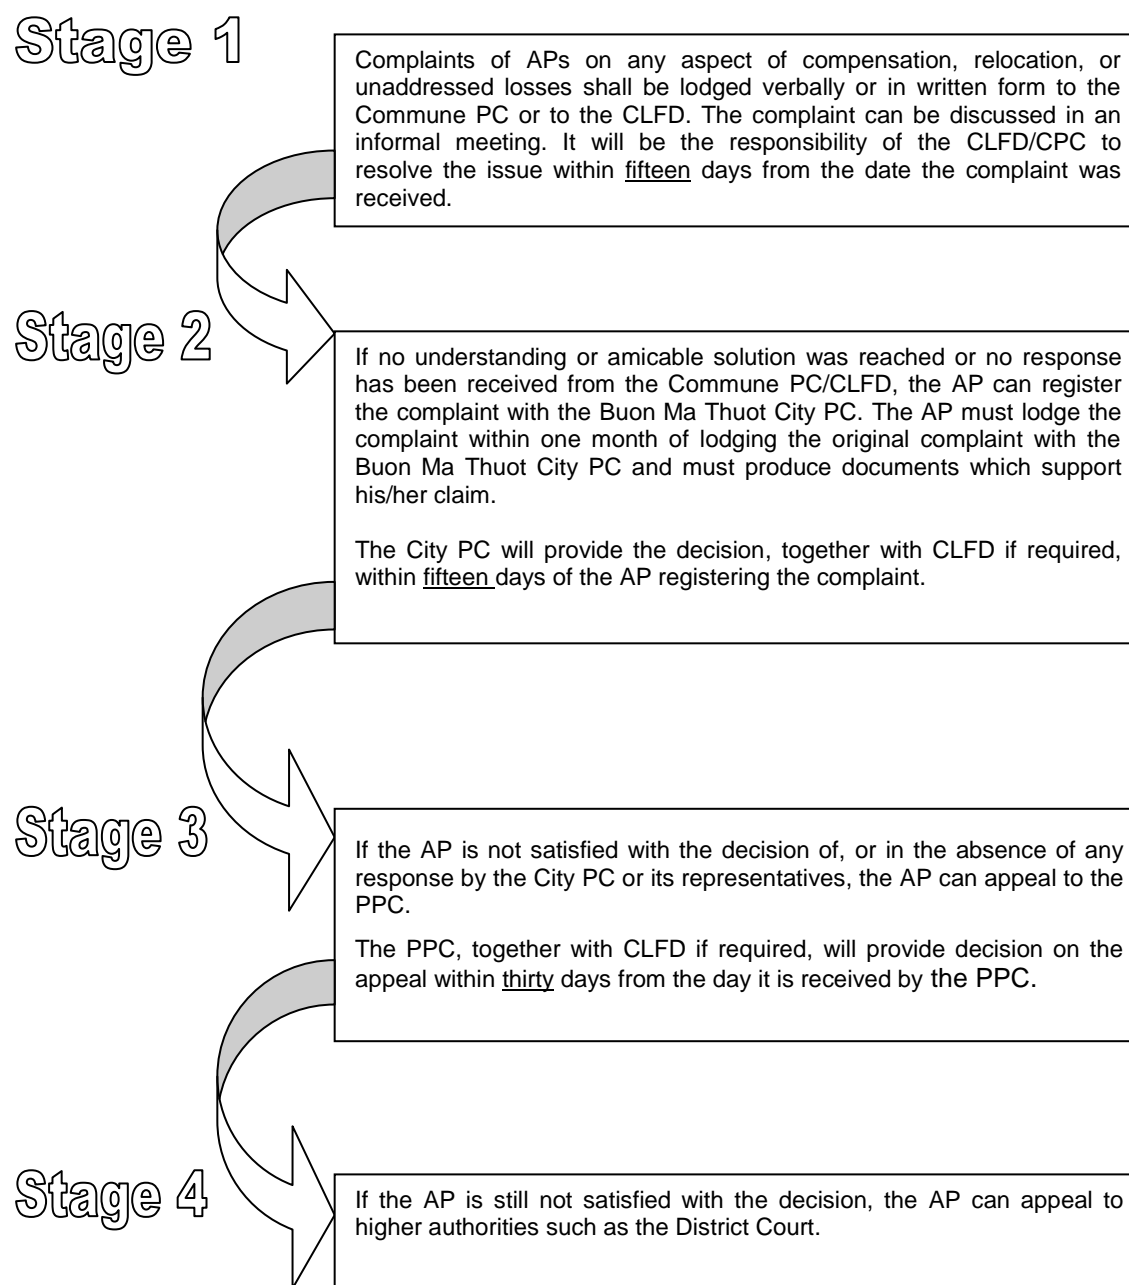 Stage 1
Complaints of APs on any aspect of compensation, relocation, or
unaddressed losses shall be lodged verbally or in written form to the
Commune PC or to the CLFD. The complaint can be discussed in an
informal meeting. It will be the responsibility of the CLFD/CPC to
resolve the issue within fifteen days from the date the complaint was
received.
Stage 2
If no understanding or amicable solution was reached or no response
has been received from the Commune PC/CLFD, the AP can register
the complaint with the Buon Ma Thuot City PC. The AP must lodge the
complaint within one month of lodging the original complaint with the
Buon Ma Thuot City PC and must produce documents which support
his/her claim.
The City PC will provide the decision, together with CLFD if required,
within fifteen days of the AP registering the complaint.
Stage 3
If the AP is not satisfied with the decision of, or in the absence of any
response by the City PC or its representatives, the AP can appeal to the
PPC.
The PPC, together with CLFD if required, will provide decision on the
appeal within thirty days from the day it is received by the PPC.
Stage 4
If the AP is still not satisfied with the decision, the AP can appeal to
higher authorities such as the District Court.